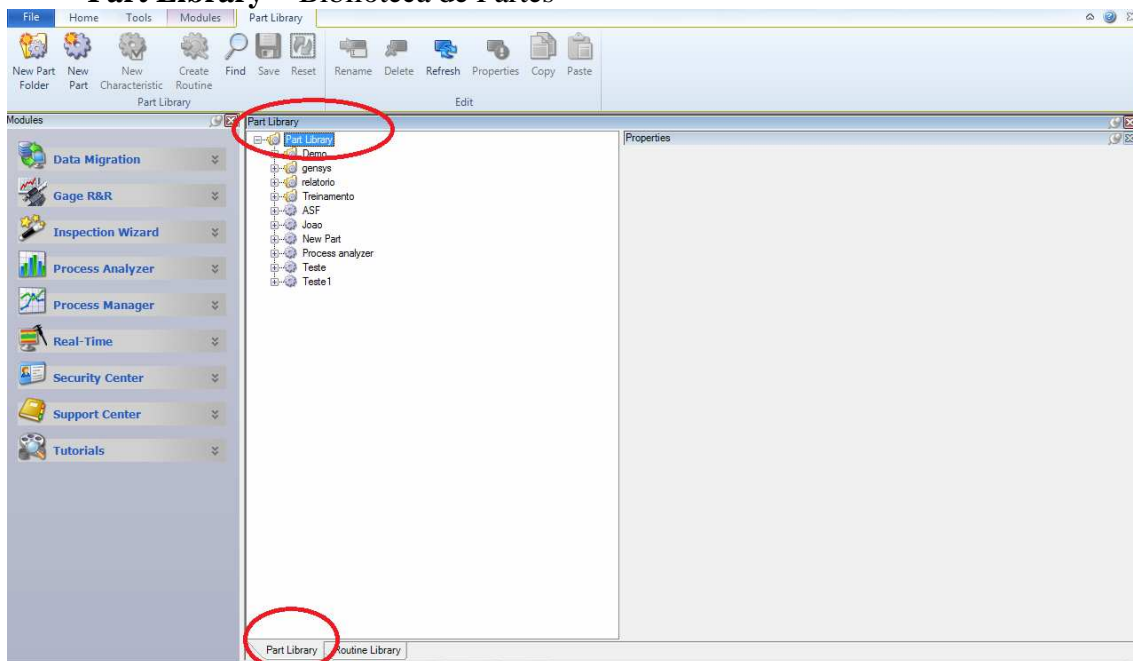 Part Library – Biblioteca de Partes
File Home Tools Modules Part Library
New Part Folder New Part New Characteristic Create Routine Find Save Reset Rename Delete Refresh Properties Copy Paste
Part Library Edit
Modules
Data Migration
Gage R&R
Inspection Wizard
Process Analyzer
Process Manager
Real-Time
Security Center
Support Center
Tutorials
Part Library
Part Library
Demo
gensys
relatorio
Treinamento
ASF
Joao
New Part
Process analyzer
Teste
Teste1
Properties
Part Library Routine Library